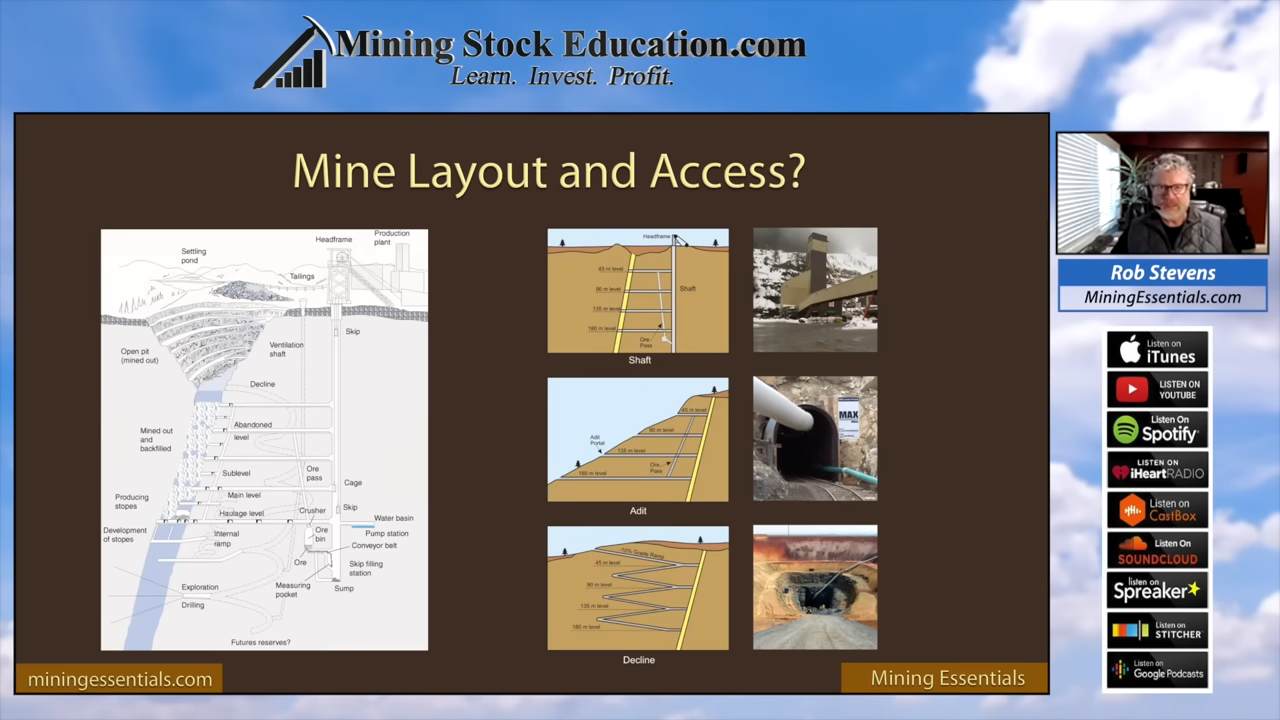 Mining Stock Education.com
Learn. Invest. Profit.
Mine Layout and Access?
Headframe
Production
plant
Settling
pond
Tailings
Skip
Open pit
(mined out)
Ventilation
shaft
Decline
Mined out
and
backfilled
Abandoned
level
Sublevel
Ore
pass
Main level
Cage
Producing
stopes
Haulage level
Crusher
Skip
Water basin
Development
of stopes
Internal
ramp
Ore
bin
Pump station
Conveyor belt
Ore
Skip filling
station
Exploration
Measuring
pocket
Sump
Drilling
Futures reserves?
Headframe
45 m level
90 m level
Shaft
135 m level
180 m level
Ore
Pass
Shaft
45 m level
90 m level
Adit
Portal
135 m level
Ore
Pass
180 m level
Adit
MAX
-12% Grade Ramp
45 m level
90 m level
135 m level
180 m level
Decline
miningessentials.com
Mining Essentials
Rob Stevens
MiningEssentials.com
Listen on
iTunes
LISTEN ON
YOUTUBE
Listen On
Spotify
LISTEN ON
iHeartRADIO
Listen on
CastBox
Listen On
SOUNDCLOUD
listen on
Spreaker
Listen on
STITCHER
Listen on
Google Podcasts